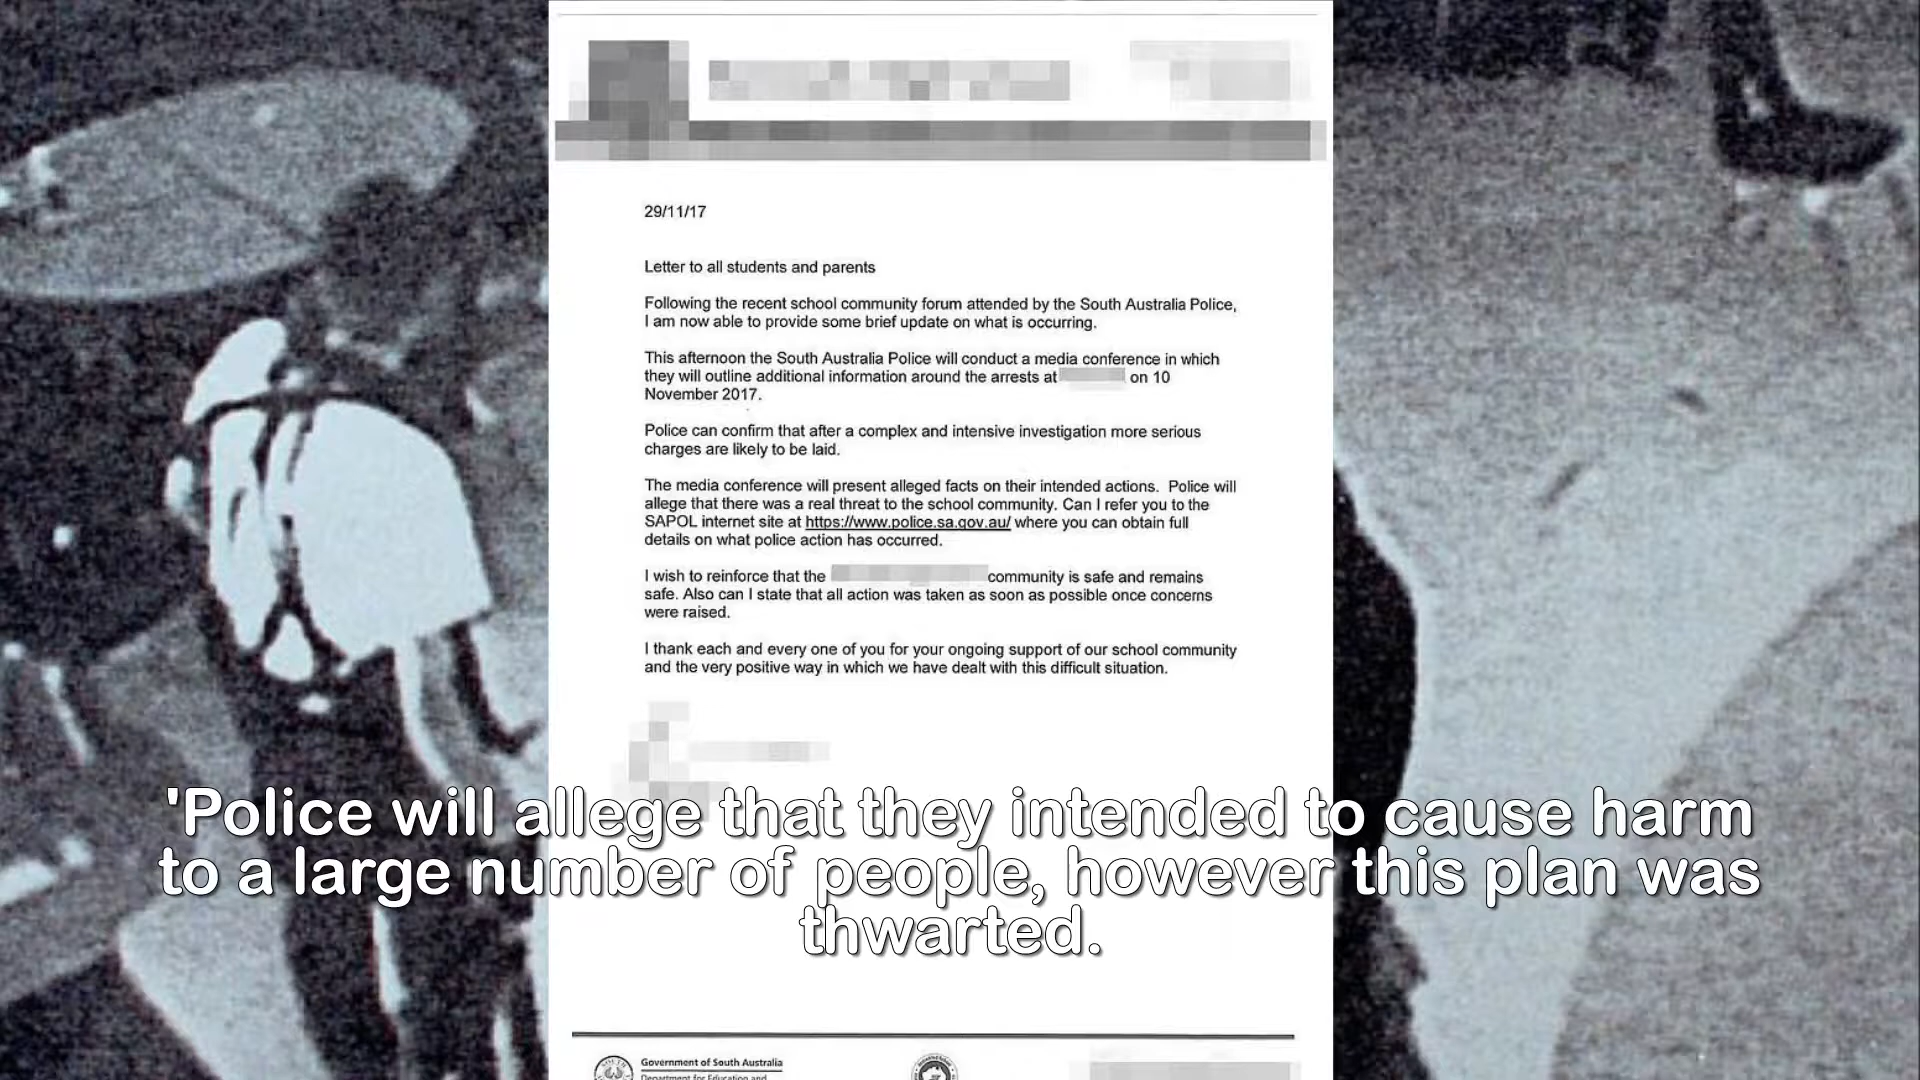 29/11/17
Letter to all students and parents
Following the recent school community forum attended by the South Australia Police,
I am now able to provide some brief update on what is occurring.
This afternoon the South Australia Police will conduct a media conference in which
they will outline additional information around the arrests at on 10
November 2017.
Police can confirm that after a complex and intensive investigation more serious
charges are likely to be laid.
The media conference will present alleged facts on their intended actions. Police will
allege that there was a real threat to the school community. Can I refer you to the
SAPOL internet site at https://www.police.sa.gov.au/ where you can obtain full
details on what police action has occurred.
I wish to reinforce that the community is safe and remains
safe. Also can I state that all action was taken as soon as possible once concerns
were raised.
I thank each and every one of you for your ongoing support of our school community
and the very positive way in which we have dealt with this difficult situation.
'Police will allege that they intended to cause harm
to a large number of people, however this plan was
thwarted.
Government of South Australia
Department for Education and